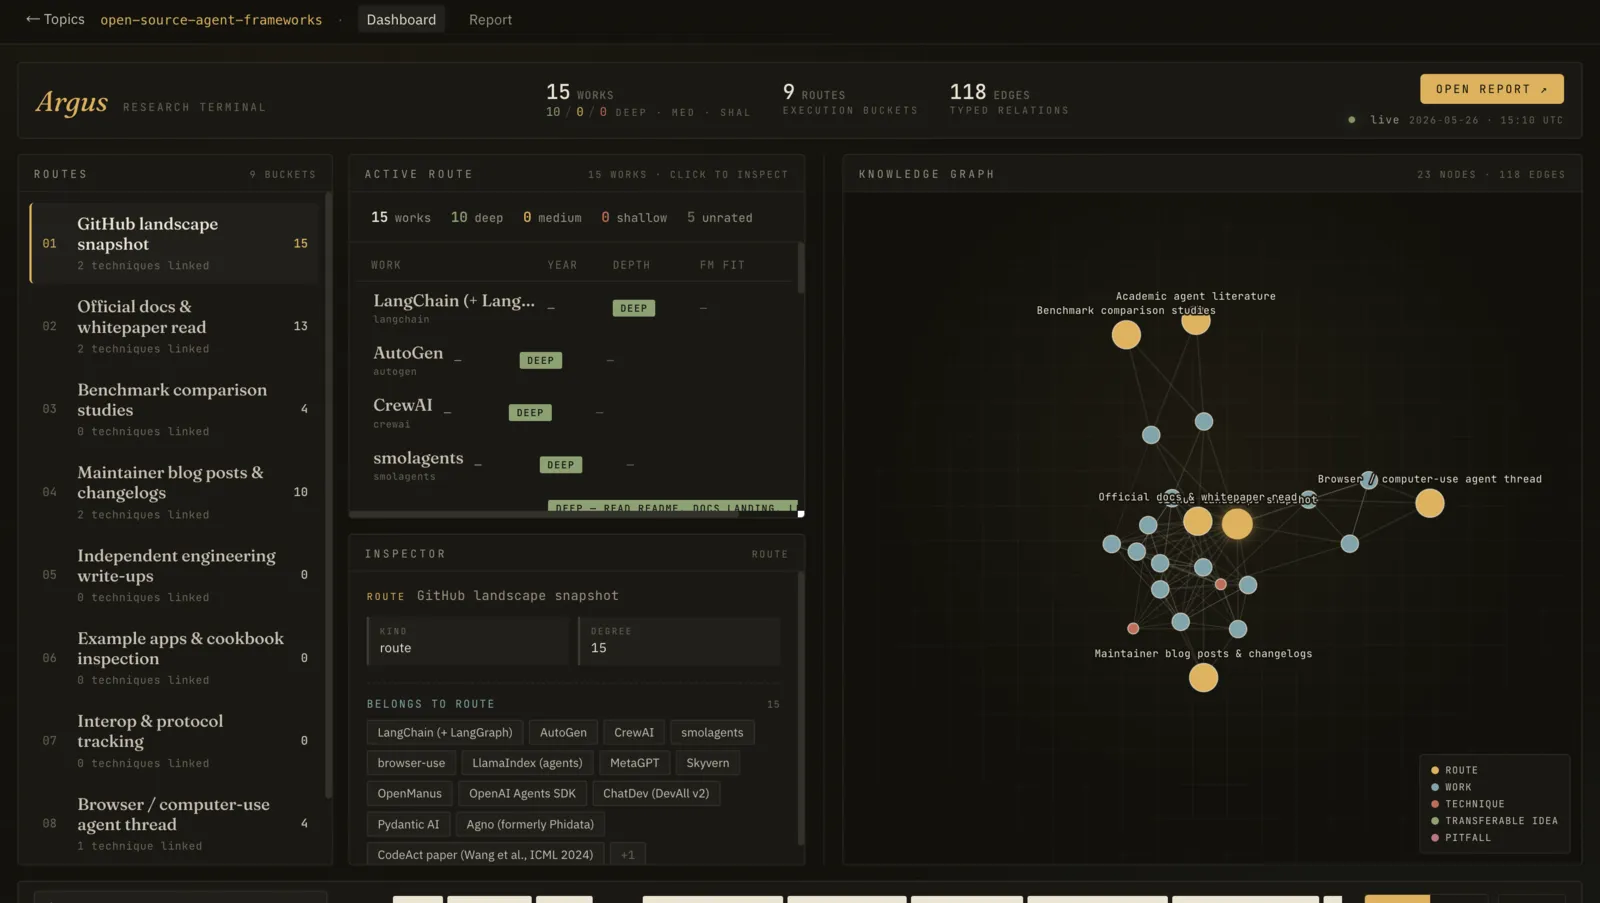 ← Topics open-source-agent-frameworks · Dashboard Report
Argus RESEARCH TERMINAL
15 WORKS
10 / 0 / 0 DEEP · MED · SHAL
9 ROUTES
EXECUTION BUCKETS
118 EDGES
TYPED RELATIONS
OPEN REPORT ↗
live 2026-05-26 · 15:10 UTC
ROUTES 9 BUCKETS
01 GitHub landscape snapshot 15
2 techniques linked
02 Official docs & whitepaper read 13
2 techniques linked
03 Benchmark comparison studies 4
0 techniques linked
04 Maintainer blog posts & changelogs 10
2 techniques linked
05 Independent engineering write-ups 0
0 techniques linked
06 Example apps & cookbook inspection 0
0 techniques linked
07 Interop & protocol tracking 0
0 techniques linked
08 Browser / computer-use agent thread 4
1 technique linked
ACTIVE ROUTE 15 WORKS · CLICK TO INSPECT
15 works 10 deep 0 medium 0 shallow 5 unrated
WORK YEAR DEPTH FM FIT
LangChain (+ Lang... — DEEP —
langchain
AutoGen — DEEP —
autogen
CrewAI — DEEP —
crewai
smolagents — DEEP —
smolagents
DEEP — READ README, DOCS LANDING,
INSPECTOR ROUTE
ROUTE GitHub landscape snapshot
KIND
route
DEGREE
15
BELONGS TO ROUTE 15
LangChain (+ LangGraph) AutoGen CrewAI smolagents
browser-use LlamaIndex (agents) MetaGPT Skyvern
OpenManus OpenAI Agents SDK ChatDev (DevAll v2)
Pydantic AI Agno (formerly Phidata)
CodeAct paper (Wang et al., ICML 2024) +1
KNOWLEDGE GRAPH 23 NODES · 118 EDGES
Academic agent literature
Benchmark comparison studies
Browser / computer-use agent thread
Official docs & whitepaper read
snapshot
Maintainer blog posts & changelogs
ROUTE
WORK
TECHNIQUE
TRANSFERABLE IDEA
PITFALL